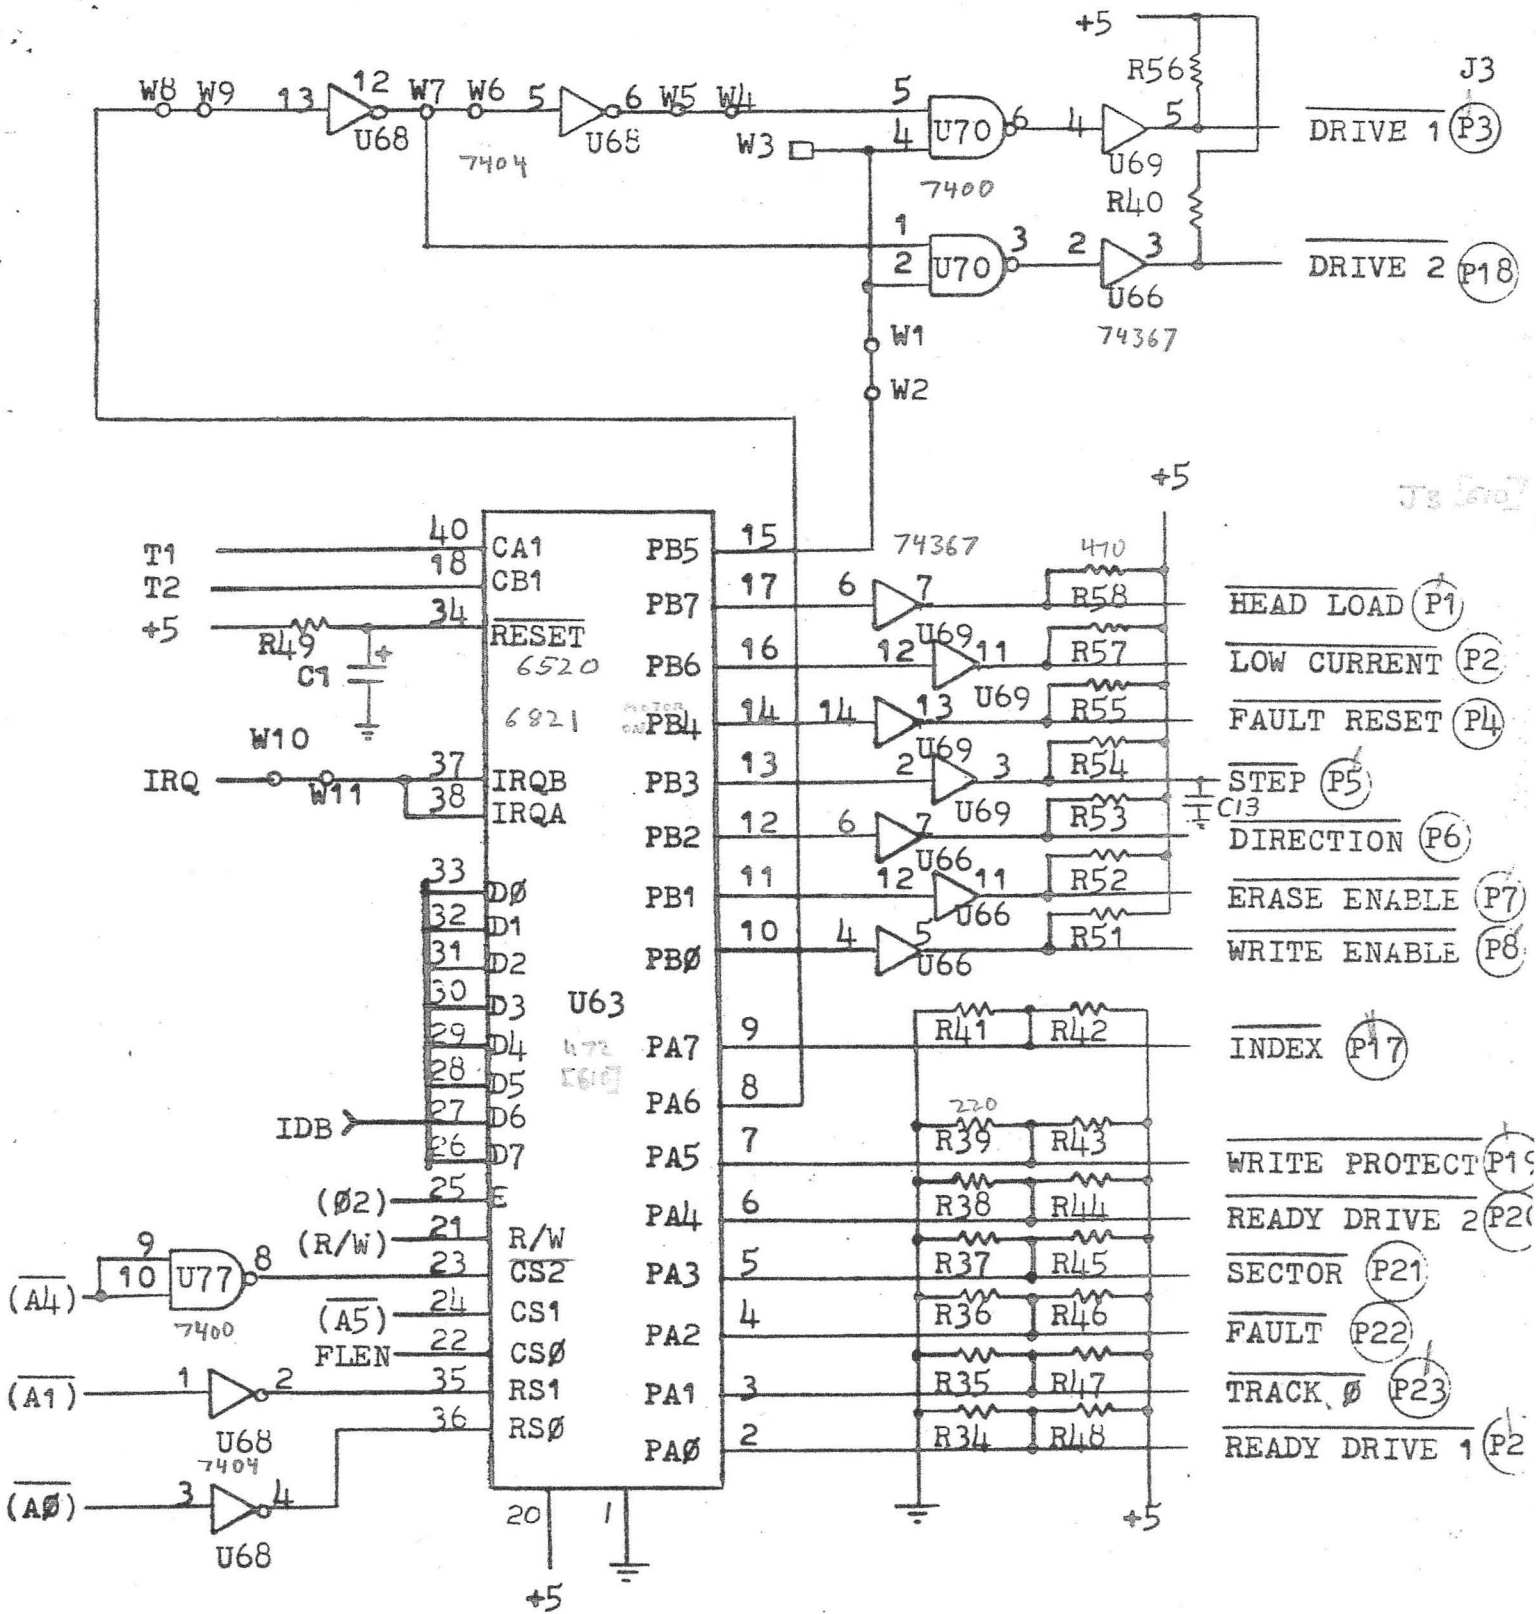 +5
R56
J3
W8 W9 13 12 W7 W6 5 6 W5 W4 5
U68 U68 U70 6 4 5 DRIVE 1 P3
7404 W3 4 U69
7400 R40
1 3 2 3
2 U70 DRIVE 2 P18
U66
W1 74367
W2
+5
T1 40 CA1 PB5 15 74367 470
T2 18 CB1 PB7 17 6 7 R58 HEAD LOAD P1
+5 R49 34 RESET U69
C1 + 6520 PB6 16 12 11 R57 LOW CURRENT P2
U69
6821 MOTOR ON PB4 14 14 13 R55 FAULT RESET P4
W10 U69
IRQ W11 37 IRQB PB3 13 2 3 R54 STEP P5
38 IRQA U69 C13
PB2 12 6 7 R53 DIRECTION P6
U66
33 DØ PB1 11 12 11 R52 ERASE ENABLE P7
32 D1 U66
31 D2 PBØ 10 4 5 R51 WRITE ENABLE P8
U66
30 D3 U63
29 D4 PA7 9 R41 R42 INDEX P17
28 D5
IDB 27 D6 PA6 8
220
26 D7 PA5 7 R39 R43 WRITE PROTECT P19
(Ø2) 25 E
PA4 6 R38 R44 READY DRIVE 2
(R/W) 21 R/W
(A4) 9 10 U77 8 23 CS2 PA3 5 R37 R45 SECTOR P21
7400
(A5) 24 CS1 PA2 4 R36 R46 FAULT P22
FLEN 22 CSØ
(A1) 1 2 35 RS1 PA1 3 R35 R47 TRACK Ø P23
U68 36 RSØ
7404 PAØ 2 R34 R48 READY DRIVE 1
(AØ) 3 4
U68 20 1 +5
+5